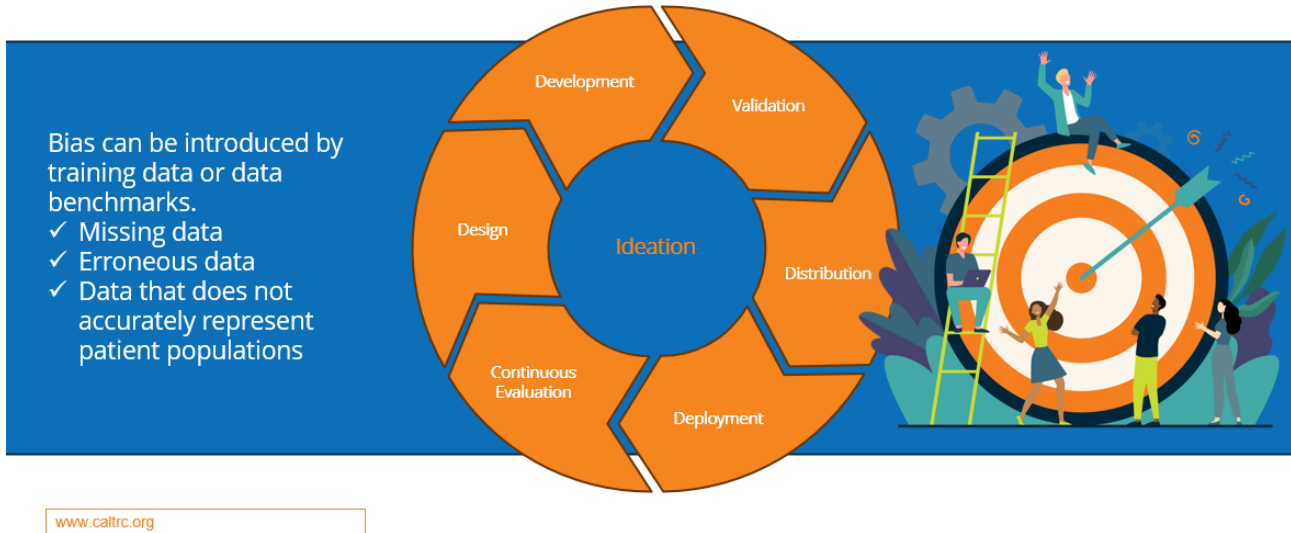 Bias can be introduced by
training data or data
benchmarks.
✓ Missing data
✓ Erroneous data
✓ Data that does not
accurately represent
patient populations
Development
Validation
Design
Ideation
Distribution
Continuous
Evaluation
Deployment
www.caltrc.org